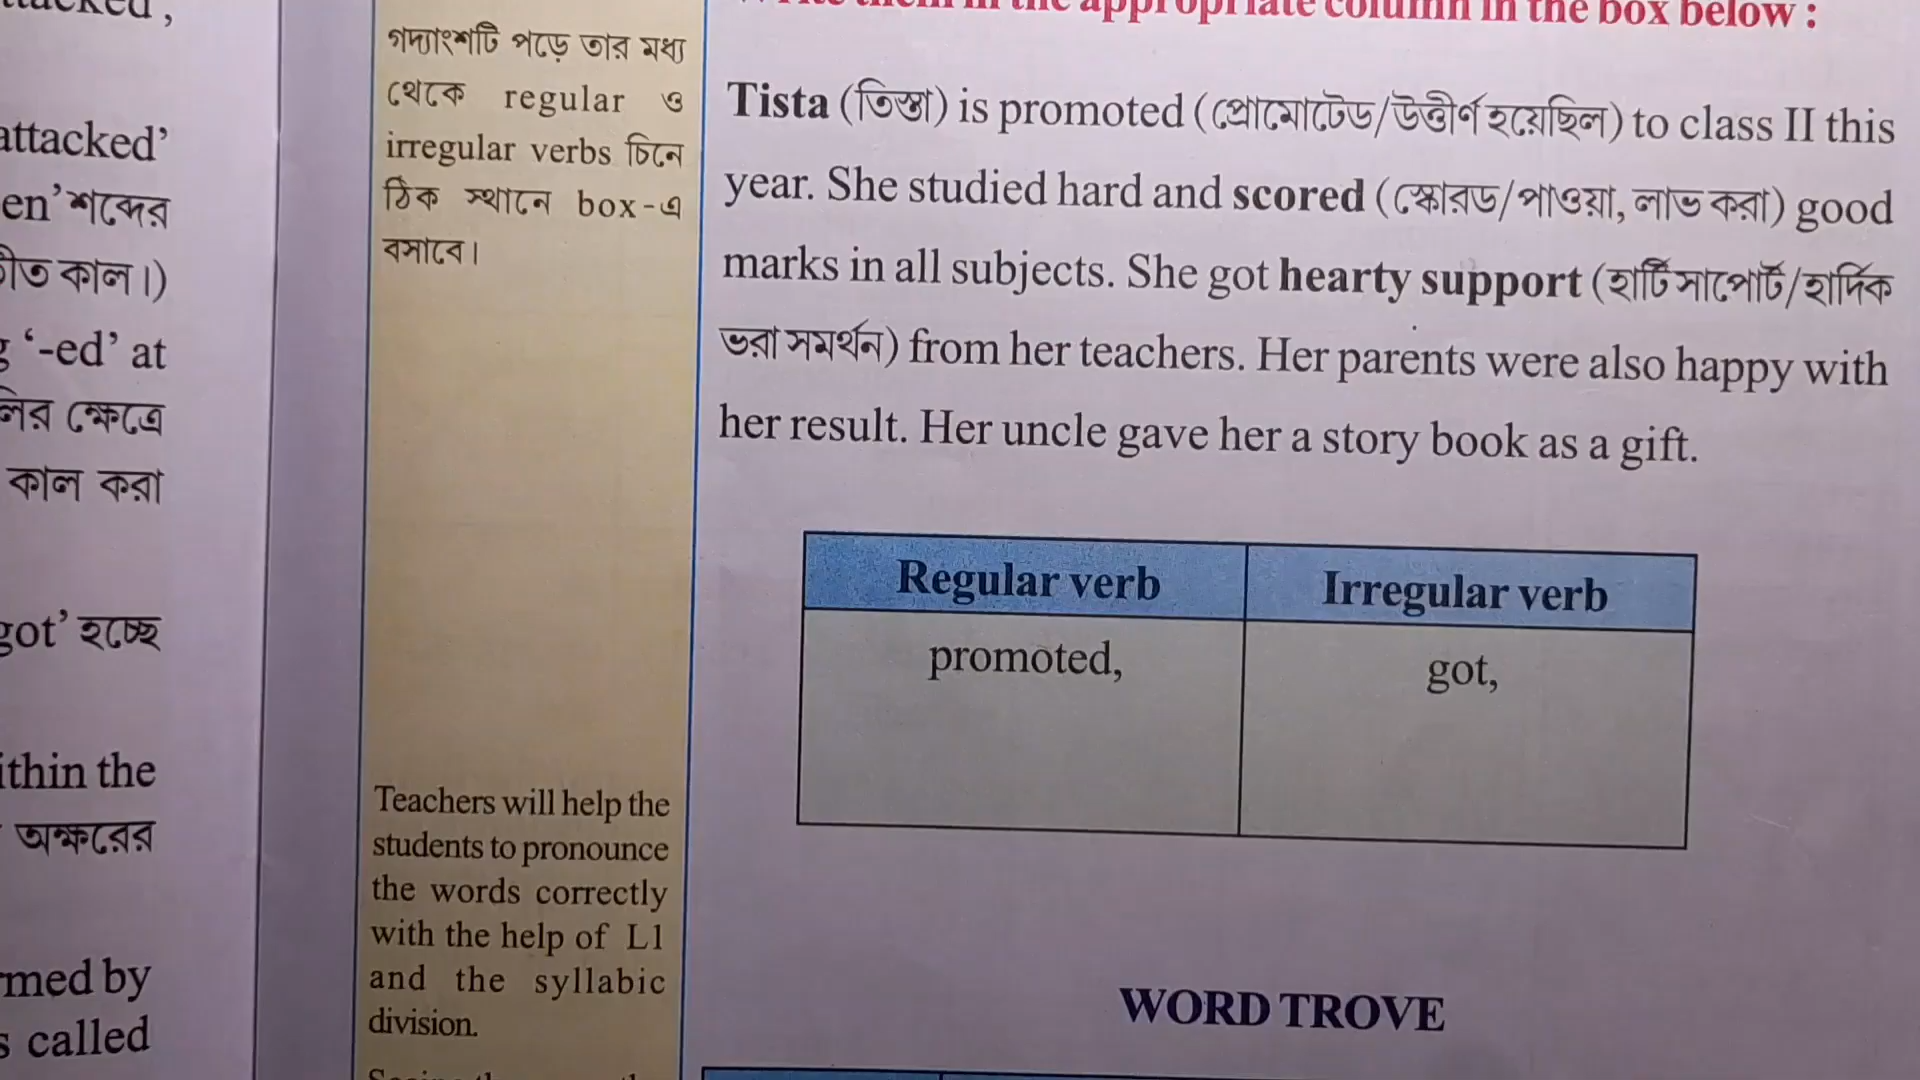 attacked’
en’ শব্দের
কাল।)
‘-ed’ at
ক্ষেত্রে
কাল করা
got’ হচ্ছে
within the
অক্ষরের
by
called
গদ্যাংশটি পড়ে তার মধ্য
থেকে regular ও
irregular verbs চিনে
ঠিক স্থানে box-এ
বসাবে।
Teachers will help the
students to pronounce
the words correctly
with the help of L1
and the syllabic
division.
Write them in the appropriate column in the box below :
Tista (তিস্তা) is promoted (প্রোমোটেড/উত্তীর্ণ হয়েছিল) to class II this
year. She studied hard and scored (স্কোরড/পাওয়া, লাভ করা) good
marks in all subjects. She got hearty support (হার্টি সাপোর্ট/হার্দিক
ভরা সমর্থন) from her teachers. Her parents were also happy with
her result. Her uncle gave her a story book as a gift.
Regular verb
Irregular verb
promoted,
got,
WORD TROVE